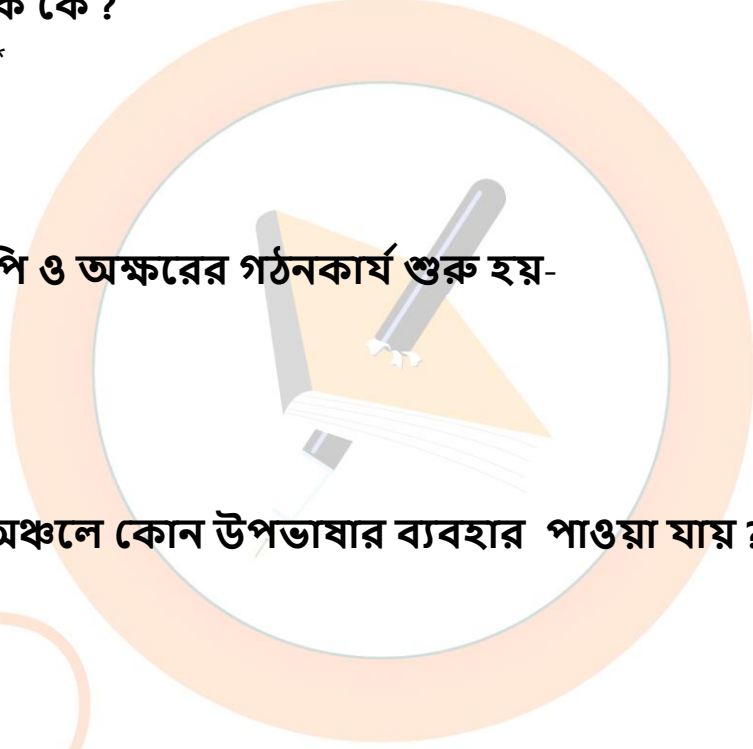 ক কে ?
পি ও অক্ষরের গঠনকার্য শুরু হয়-
অঞ্চলে কোন উপভাষার ব্যবহার পাওয়া যায় ?